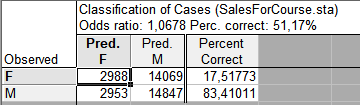 Classification of Cases (SalesForCourse.sta)
Odds ratio: 1,0678 Perc. correct: 51,17%
Observed Pred. F Pred. M Percent Correct
F 2988 14069 17,51773
M 2953 14847 83,41011